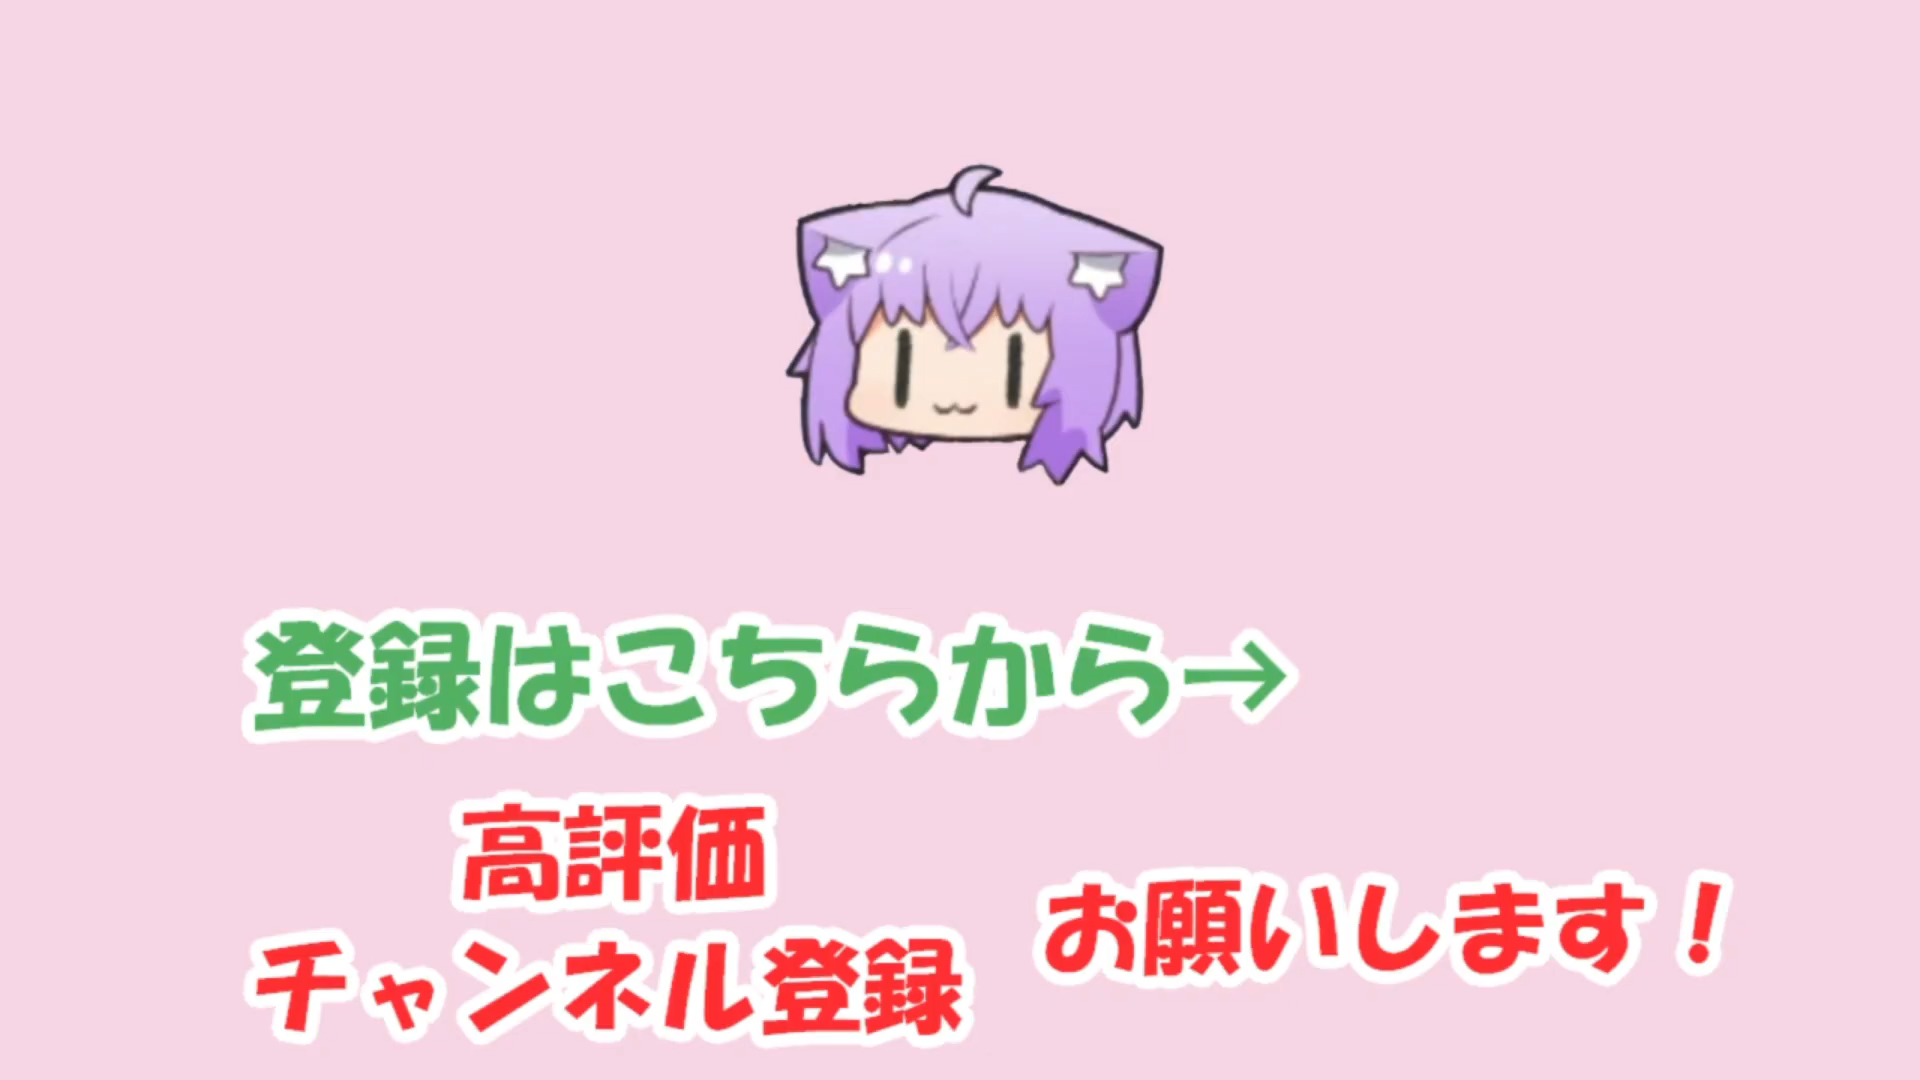 登録はこちらから→
高評価
チャンネル登録
お願いします！